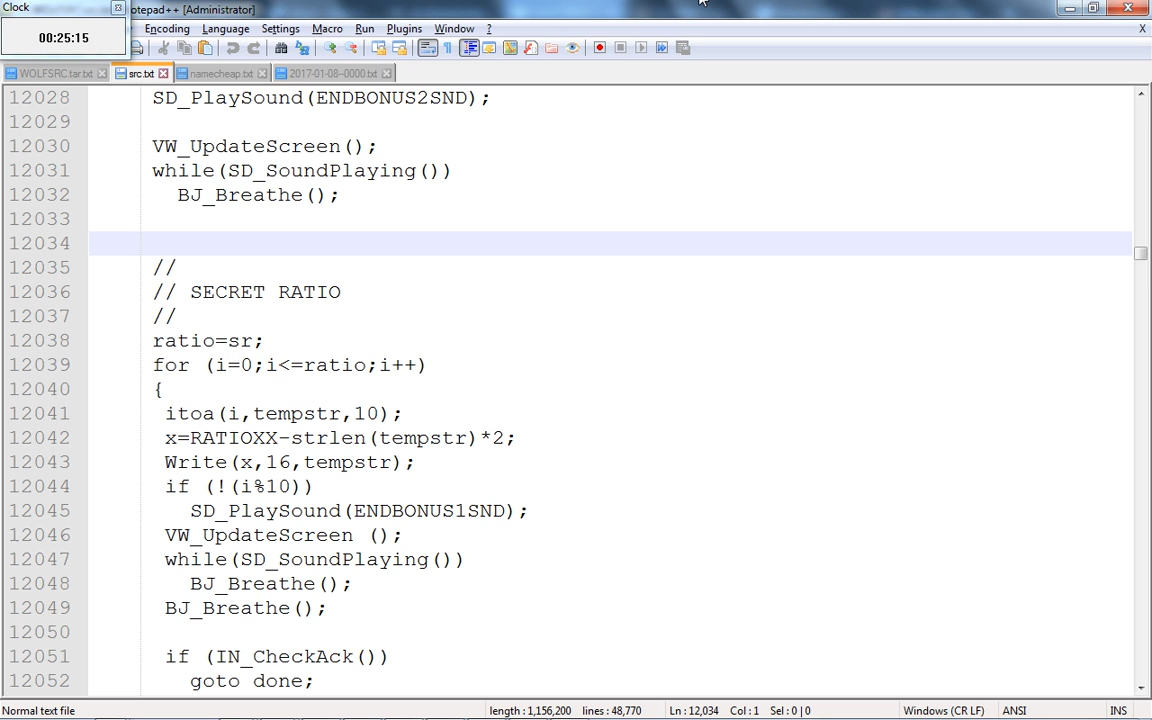 Clock
otepad++ [Administrator]
00:25:15
Encoding Language Settings Macro Run Plugins Window ? X
WOLFSRC.tar.txt src.txt namecheap.txt 2017-01-08--0000.txt
12028 SD_PlaySound(ENDBONUS2SND);
12029
12030 VW_UpdateScreen();
12031 while(SD_SoundPlaying())
12032 BJ_Breathe();
12033
12034
12035 //
12036 // SECRET RATIO
12037 //
12038 ratio=sr;
12039 for (i=0;i<=ratio;i++)
12040 {
12041 itoa(i,tempstr,10);
12042 x=RATIOXX-strlen(tempstr)*2;
12043 Write(x,16,tempstr);
12044 if (!(i%10))
12045 SD_PlaySound(ENDBONUS1SND);
12046 VW_UpdateScreen ();
12047 while(SD_SoundPlaying())
12048 BJ_Breathe();
12049 BJ_Breathe();
12050
12051 if (IN_CheckAck())
12052 goto done;
Normal text file length : 1,156,200 lines : 48,770 Ln : 12,034 Col : 1 Sel : 0 | 0 Windows (CR LF) ANSI INS